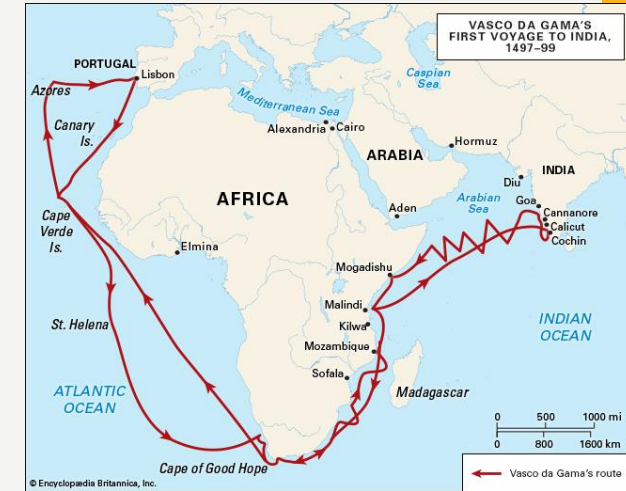 VASCO DA GAMA'S
FIRST VOYAGE TO INDIA,
1497–99
PORTUGAL
Lisbon
Azores
Caspian
Sea
Mediterranean Sea
Canary
Is.
Alexandria
Cairo
Hormuz
ARABIA
INDIA
Diu
AFRICA
Arabian
Sea
Goa
Aden
Cannanore
Calicut
Cochin
Cape
Verde
Is.
Elmina
Mogadishu
Malindi
Kilwa
INDIAN
OCEAN
St. Helena
Mozambique
Sofala
Madagascar
ATLANTIC
OCEAN
0 500 1000 mi
0 800 1600 km
Cape of Good Hope
Vasco da Gama's route
© Encyclopædia Britannica, Inc.